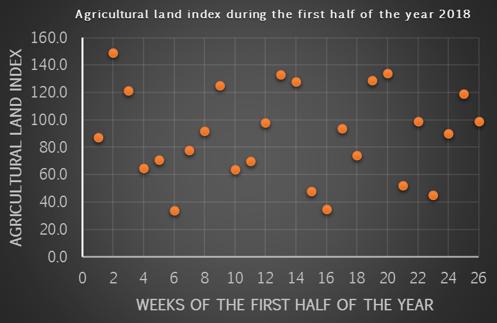 Agricultural land index during the first half of the year 2018
160.0
140.0
120.0
100.0
80.0
60.0
40.0
20.0
0.0
AGRICULTURAL LAND INDEX
0 2 4 6 8 10 12 14 16 18 20 22 24 26
WEEKS OF THE FIRST HALF OF THE YEAR